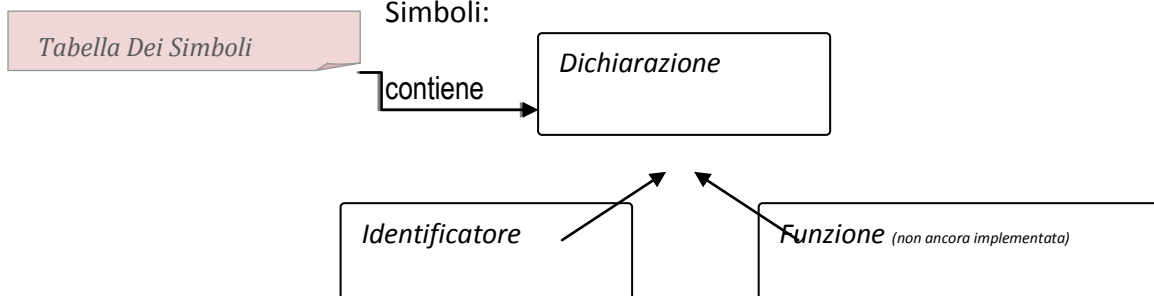 Simboli:
Tabella Dei Simboli
Dichiarazione
contiene
Identificatore
Funzione (non ancora implementata)